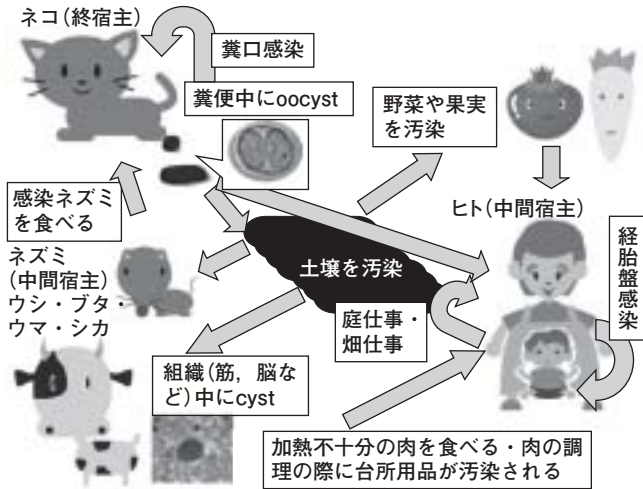 ネコ(終宿主)
糞口感染
糞便中にoocyst
野菜や果実
を汚染
感染ネズミ
を食べる
ヒト(中間宿主)
経胎盤感染
ネズミ
(中間宿主)
ウシ・ブタ・
ウマ・シカ
土壌を汚染
庭仕事・
畑仕事
組織(筋,脳な
ど)中にcyst
加熱不十分の肉を食べる・肉の調
理の際に台所用品が汚染される